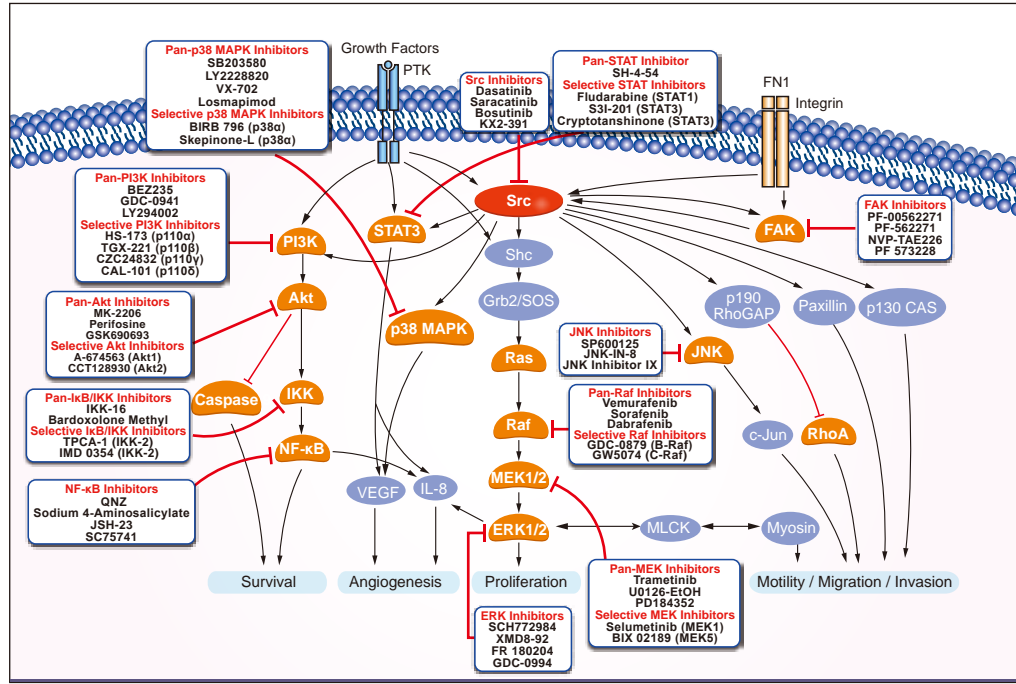 Pan-p38 MAPK Inhibitors
SB203580
LY2228820
VX-702
Losmapimod
Selective p38 MAPK Inhibitors
BIRB 796 (p38α)
Skepinone-L (p38α)
Growth Factors
PTK
Src Inhibitors
Dasatinib
Saracatinib
Bosutinib
KX2-391
Pan-STAT Inhibitor
SH-4-54
Selective STAT Inhibitors
Fludarabine (STAT1)
S3I-201 (STAT3)
Cryptotanshinone (STAT3)
FN1
Integrin
Pan-PI3K Inhibitors
BEZ235
GDC-0941
LY294002
Selective PI3K Inhibitors
HS-173 (p110α)
TGX-221 (p110β)
CZC24832 (p110γ)
CAL-101 (p110δ)
PI3K
STAT3
Src
FAK
FAK Inhibitors
PF-00562271
PF-562271
NVP-TAE226
PF 573228
Shc
Pan-Akt Inhibitors
MK-2206
Perifosine
GSK690693
Selective Akt Inhibitors
A-674563 (Akt1)
CCT128930 (Akt2)
Akt
p38 MAPK
Grb2/SOS
p190
RhoGAP
Paxillin
p130 CAS
JNK Inhibitors
SP600125
JNK-IN-8
JNK Inhibitor IX
JNK
Ras
Pan-IκB/IKK Inhibitors
IKK-16
Bardoxolone Methyl
Selective IκB/IKK Inhibitors
TPCA-1 (IKK-2)
IMD 0354 (IKK-2)
Caspase
IKK
Raf
Pan-Raf Inhibitors
Vemurafenib
Sorafenib
Dabrafenib
Selective Raf Inhibitors
GDC-0879 (B-Raf)
GW5074 (C-Raf)
c-Jun
RhoA
NF-κB
NF-κB Inhibitors
QNZ
Sodium 4-Aminosalicylate
JSH-23
SC75741
VEGF
IL-8
MEK1/2
ERK1/2
MLCK
Myosin
Survival
Angiogenesis
Proliferation
Motility / Migration / Invasion
Pan-MEK Inhibitors
Trametinib
U0126-EtOH
PD184352
Selective MEK Inhibitors
Selumetinib (MEK1)
BIX 02189 (MEK5)
ERK Inhibitors
SCH772984
XMD8-92
FR 180204
GDC-0994